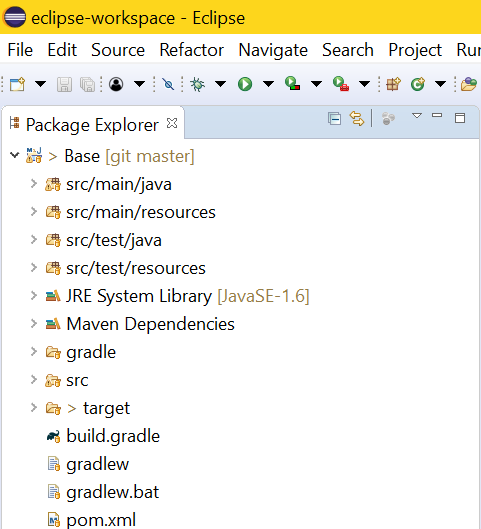 eclipse-workspace - Eclipse
File Edit Source Refactor Navigate Search Project
Package Explorer
> Base [git master]
src/main/java
src/main/resources
src/test/java
src/test/resources
JRE System Library [JavaSE-1.6]
Maven Dependencies
gradle
src
> target
build.gradle
gradlew
gradlew.bat
pom.xml